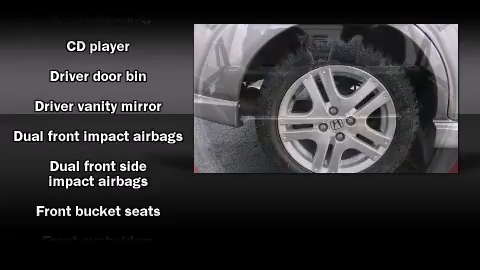 CD player
Driver door bin
Driver vanity mirror
Dual front impact airbags
Dual front side
impact airbags
Front bucket seats